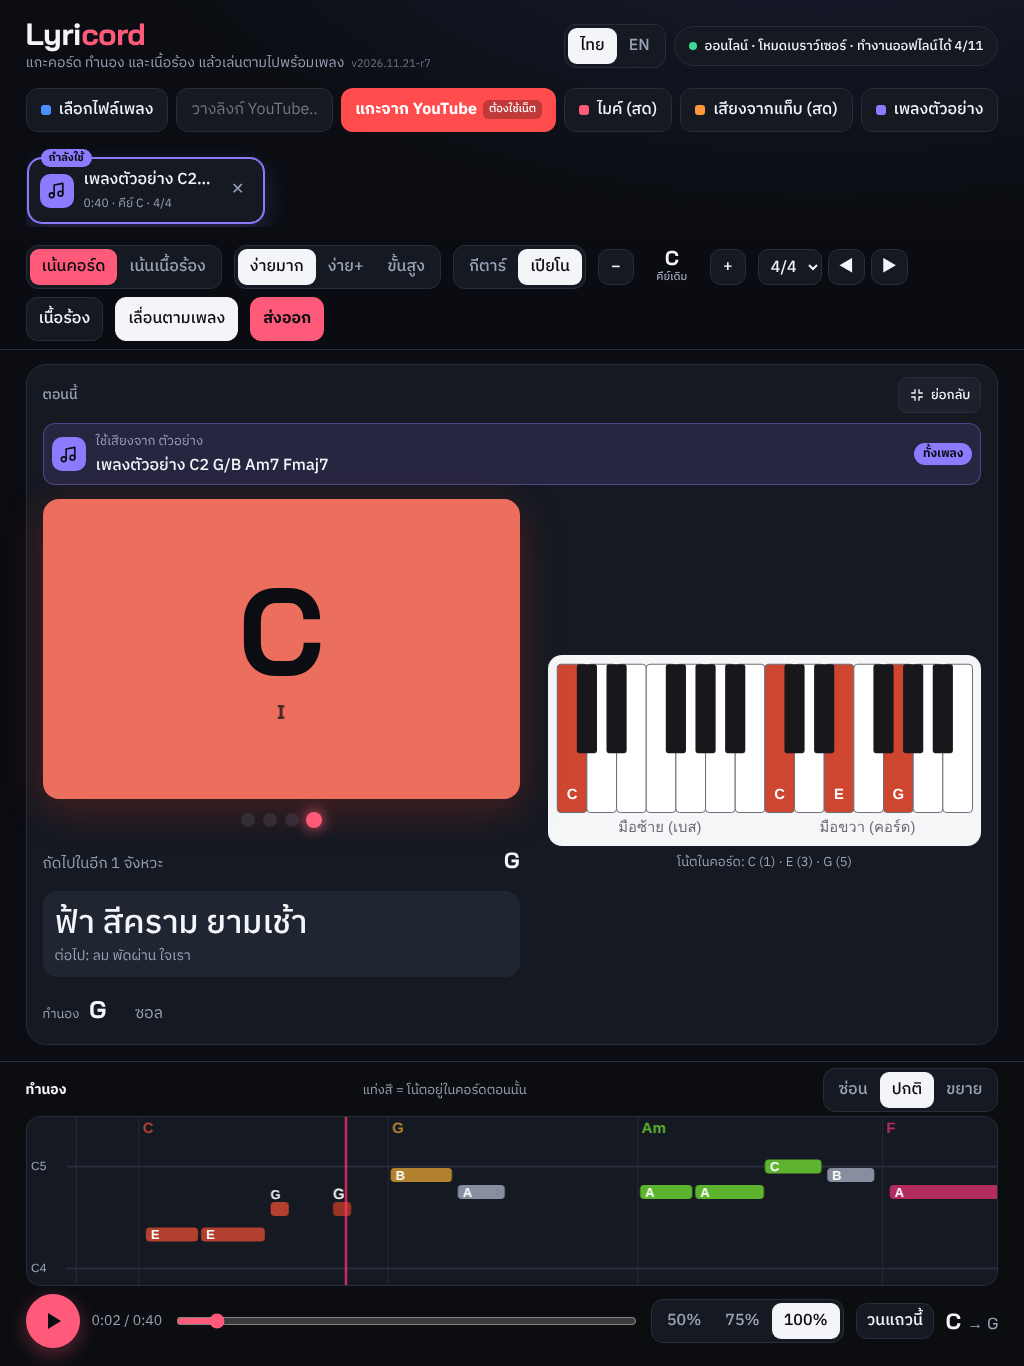 Lyricord
แกะคอร์ด ทำนอง และเนื้อร้อง แล้วเล่นตามไปพร้อมเพลง v2026.11.21-r7
ไทย EN
ออนไลน์ · โหมดเบราว์เซอร์ · ทำงานออฟไลน์ได้ 4/11
เลือกไฟล์เพลง
วางลิงก์ YouTube..
แกะจาก YouTube ต้องใช้เน็ต
ไมค์ (สด)
เสียงจากแท็บ (สด)
เพลงตัวอย่าง
กำลังใช้
เพลงตัวอย่าง C2...
0:40 · คีย์ C · 4/4
×
เน้นคอร์ด เน้นเนื้อร้อง
ง่ายมาก ง่าย+ ขั้นสูง
กีตาร์ เปียโน
−
C
คีย์เดิม
+
4/4
◀ ▶
เนื้อร้อง เลื่อนตามเพลง ส่งออก
ตอนนี้
ย่อกลับ
ใช้เสียงจาก ตัวอย่าง
เพลงตัวอย่าง C2 G/B Am7 Fmaj7
ทั้งเพลง
C
I
C C E G
มือซ้าย (เบส) มือขวา (คอร์ด)
โน้ตในคอร์ด: C (1) · E (3) · G (5)
ถัดไปในอีก 1 จังหวะ G
ฟ้า สีคราม ยามเช้า
ต่อไป: ลม พัดผ่าน ใจเรา
ทำนอง G ซอล
ทำนอง
แท่งสี = โน้ตอยู่ในคอร์ดตอนนั้น
ซ่อน ปกติ ขยาย
C G Am F
C5
C
B B
A A A A
G G
E E
C4
0:02 / 0:40
50% 75% 100%
วนแถวนี้
C → G